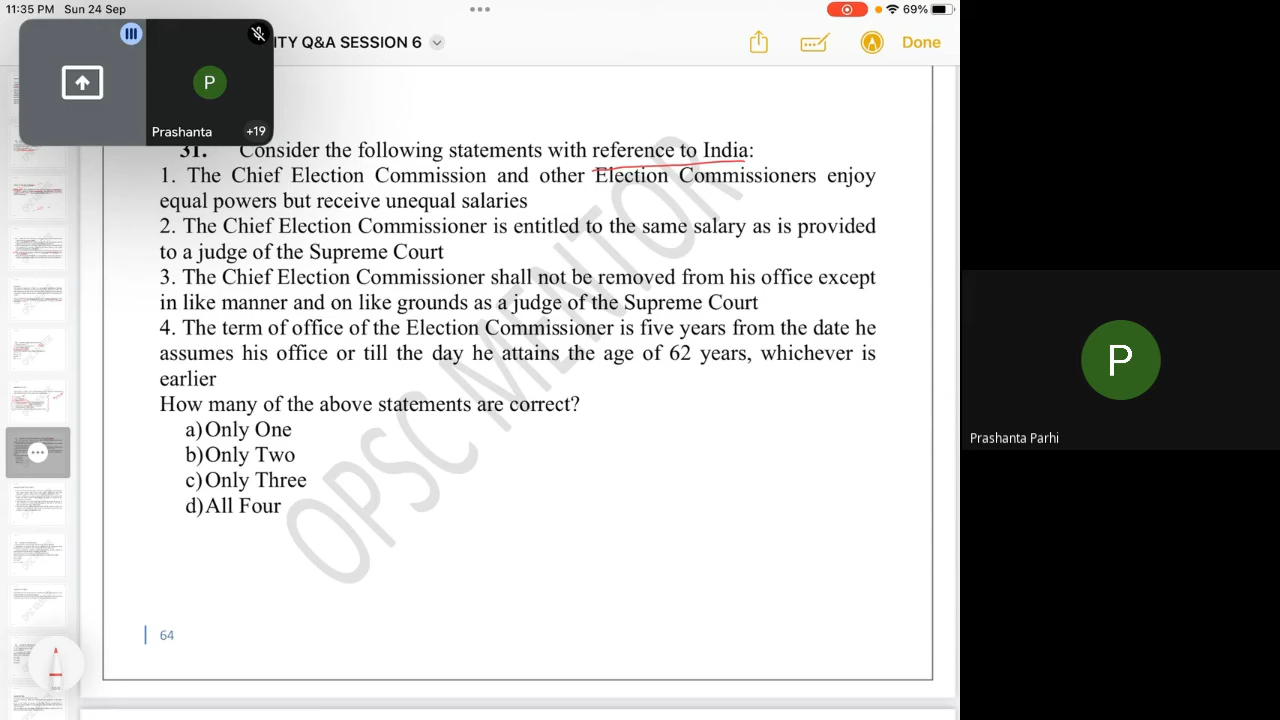 11:35 PM Sun 24 Sep
69%
ITY Q&A SESSION 6
Done
P
Prashanta
+19
31. Consider the following statements with reference to India:
1. The Chief Election Commission and other Election Commissioners enjoy
equal powers but receive unequal salaries
2. The Chief Election Commissioner is entitled to the same salary as is provided
to a judge of the Supreme Court
3. The Chief Election Commissioner shall not be removed from his office except
in like manner and on like grounds as a judge of the Supreme Court
4. The term of office of the Election Commissioner is five years from the date he
assumes his office or till the day he attains the age of 62 years, whichever is
earlier
How many of the above statements are correct?
a)Only One
b)Only Two
c)Only Three
d)All Four
OPSC MENTOR
64
P
Prashanta Parhi